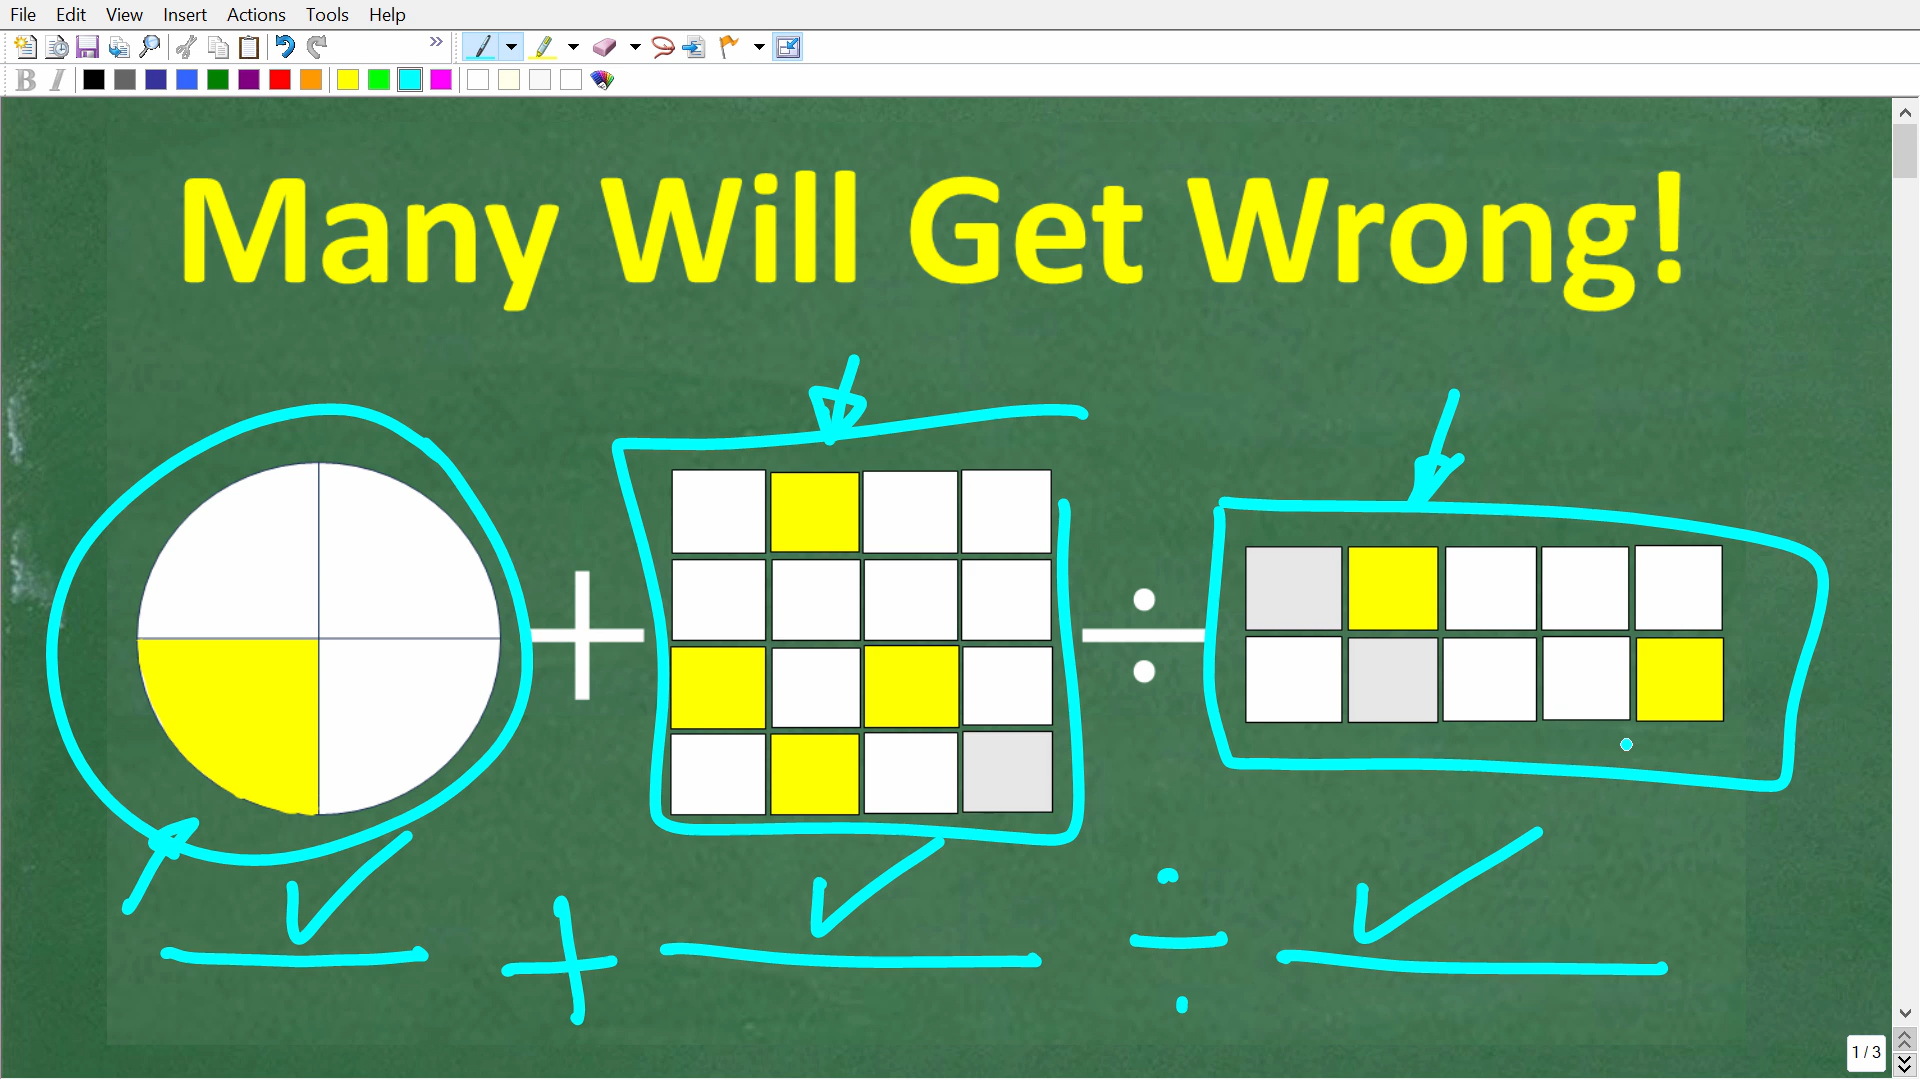 File Edit View Insert Actions Tools Help
B I
Many Will Get Wrong!
+ ÷
+ ÷
1 / 3